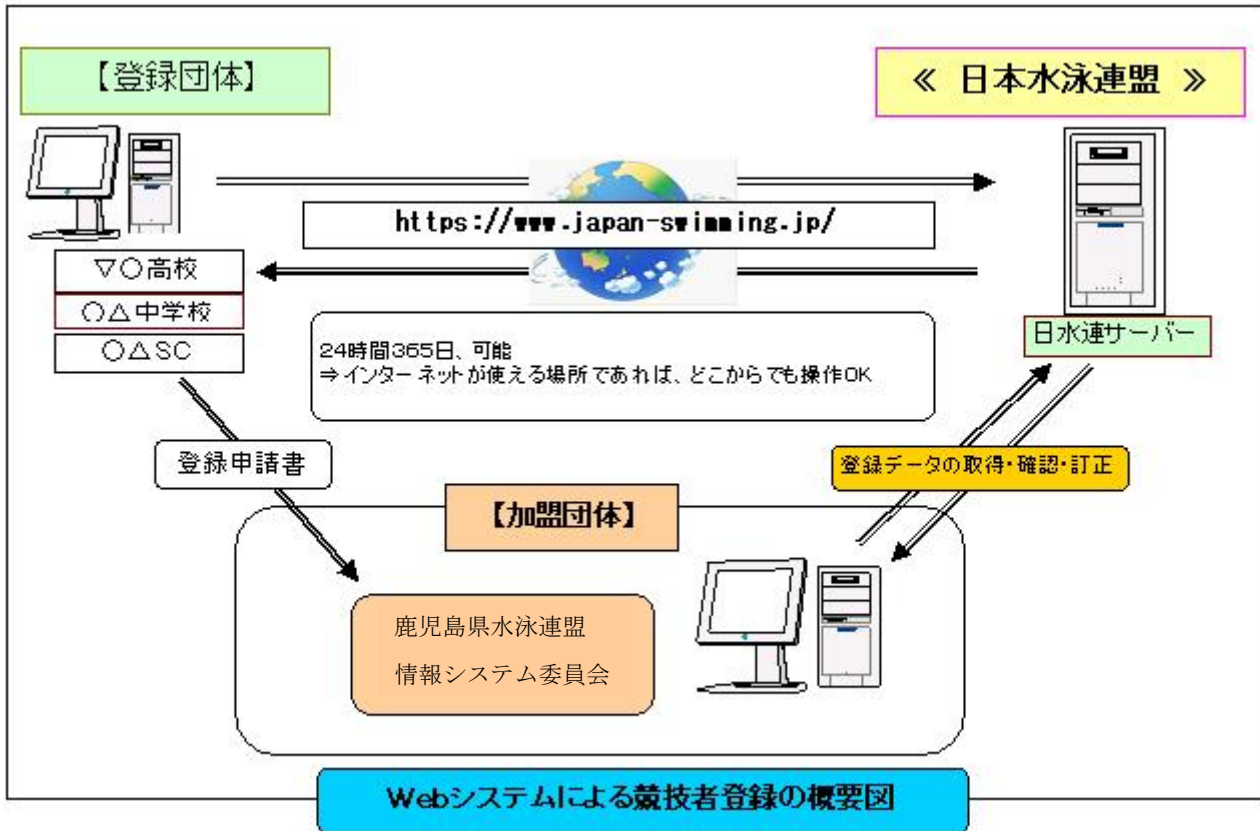 【登録団体】
≪ 日本水泳連盟 ≫
https://www.japan-swimming.jp/
▽○高校
○△中学校
○△SC
日水連サーバー
24時間365日、可能
⇒インターネットが使える場所であれば、どこからでも操作OK
登録申請書
登録データの取得・確認・訂正
【加盟団体】
鹿児島県水泳連盟
情報システム委員会
Webシステムによる競技者登録の概要図